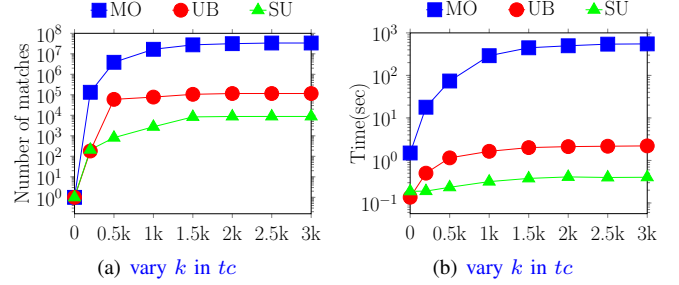 MO UB SU
Number of matches
10^8
10^7
10^6
10^5
10^4
10^3
10^2
10^1
10^0
0 0.5k 1k 1.5k 2k 2.5k 3k
(a) vary k in tc
MO UB SU
Time(sec)
10^3
10^2
10^1
10^0
10^−1
0 0.5k 1k 1.5k 2k 2.5k 3k
(b) vary k in tc